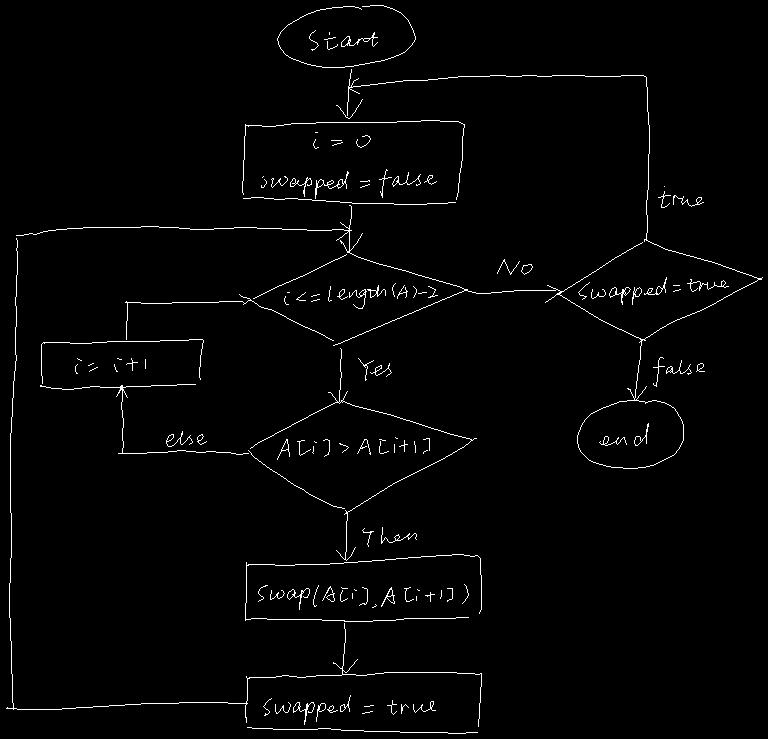 Start
i = 0
swapped = false
true
i<=length(A)-2
No
swapped=true
i= i+1
Yes
false
else
A[i]>A[i+1]
end
Then
swap(A[i],A[i+1])
swapped = true